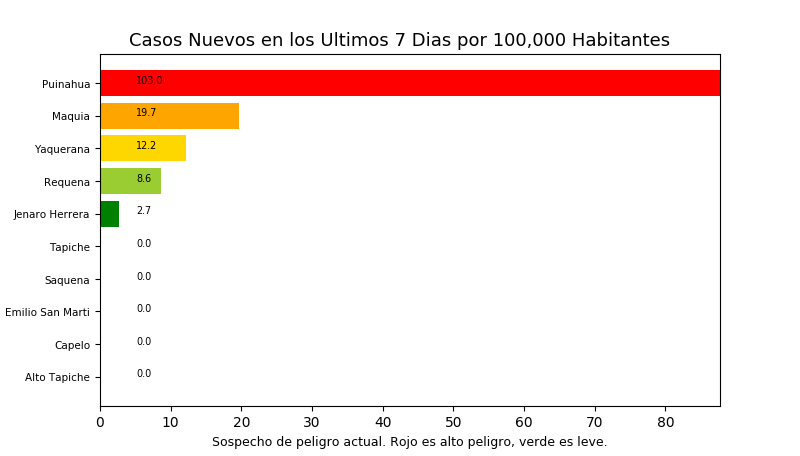 Casos Nuevos en los Ultimos 7 Dias por 100,000 Habitantes
Puinahua 103.0
Maquia 19.7
Yaquerana 12.2
Requena 8.6
Jenaro Herrera 2.7
Tapiche 0.0
Saquena 0.0
Emilio San Marti 0.0
Capelo 0.0
Alto Tapiche 0.0
0 10 20 30 40 50 60 70 80
Sospecho de peligro actual. Rojo es alto peligro, verde es leve.